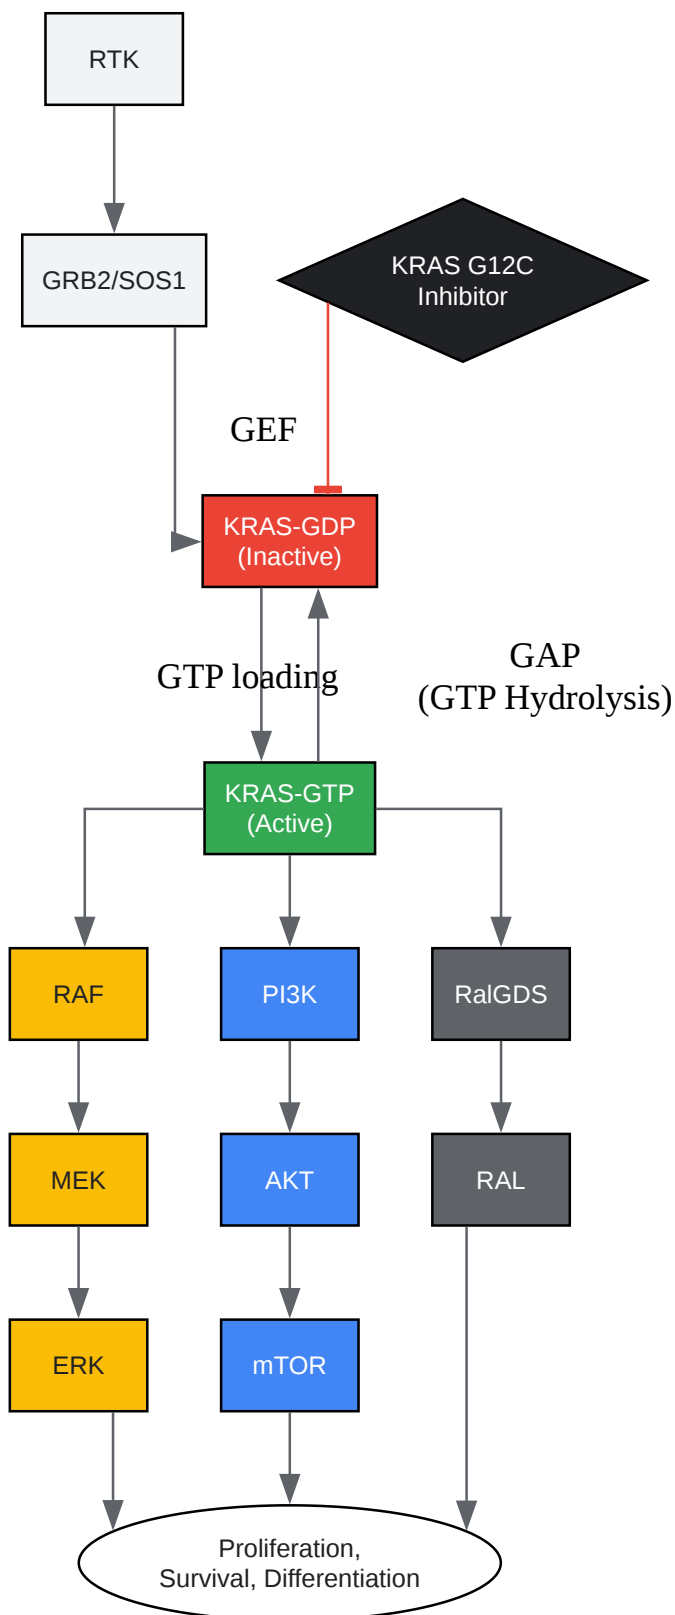 RTK
GRB2/SOS1
KRAS G12C
Inhibitor
GEF
KRAS-GDP
(Inactive)
GTP loading
GAP
(GTP Hydrolysis)
KRAS-GTP
(Active)
RAF
PI3K
RalGDS
MEK
AKT
RAL
ERK
mTOR
Proliferation,
Survival, Differentiation